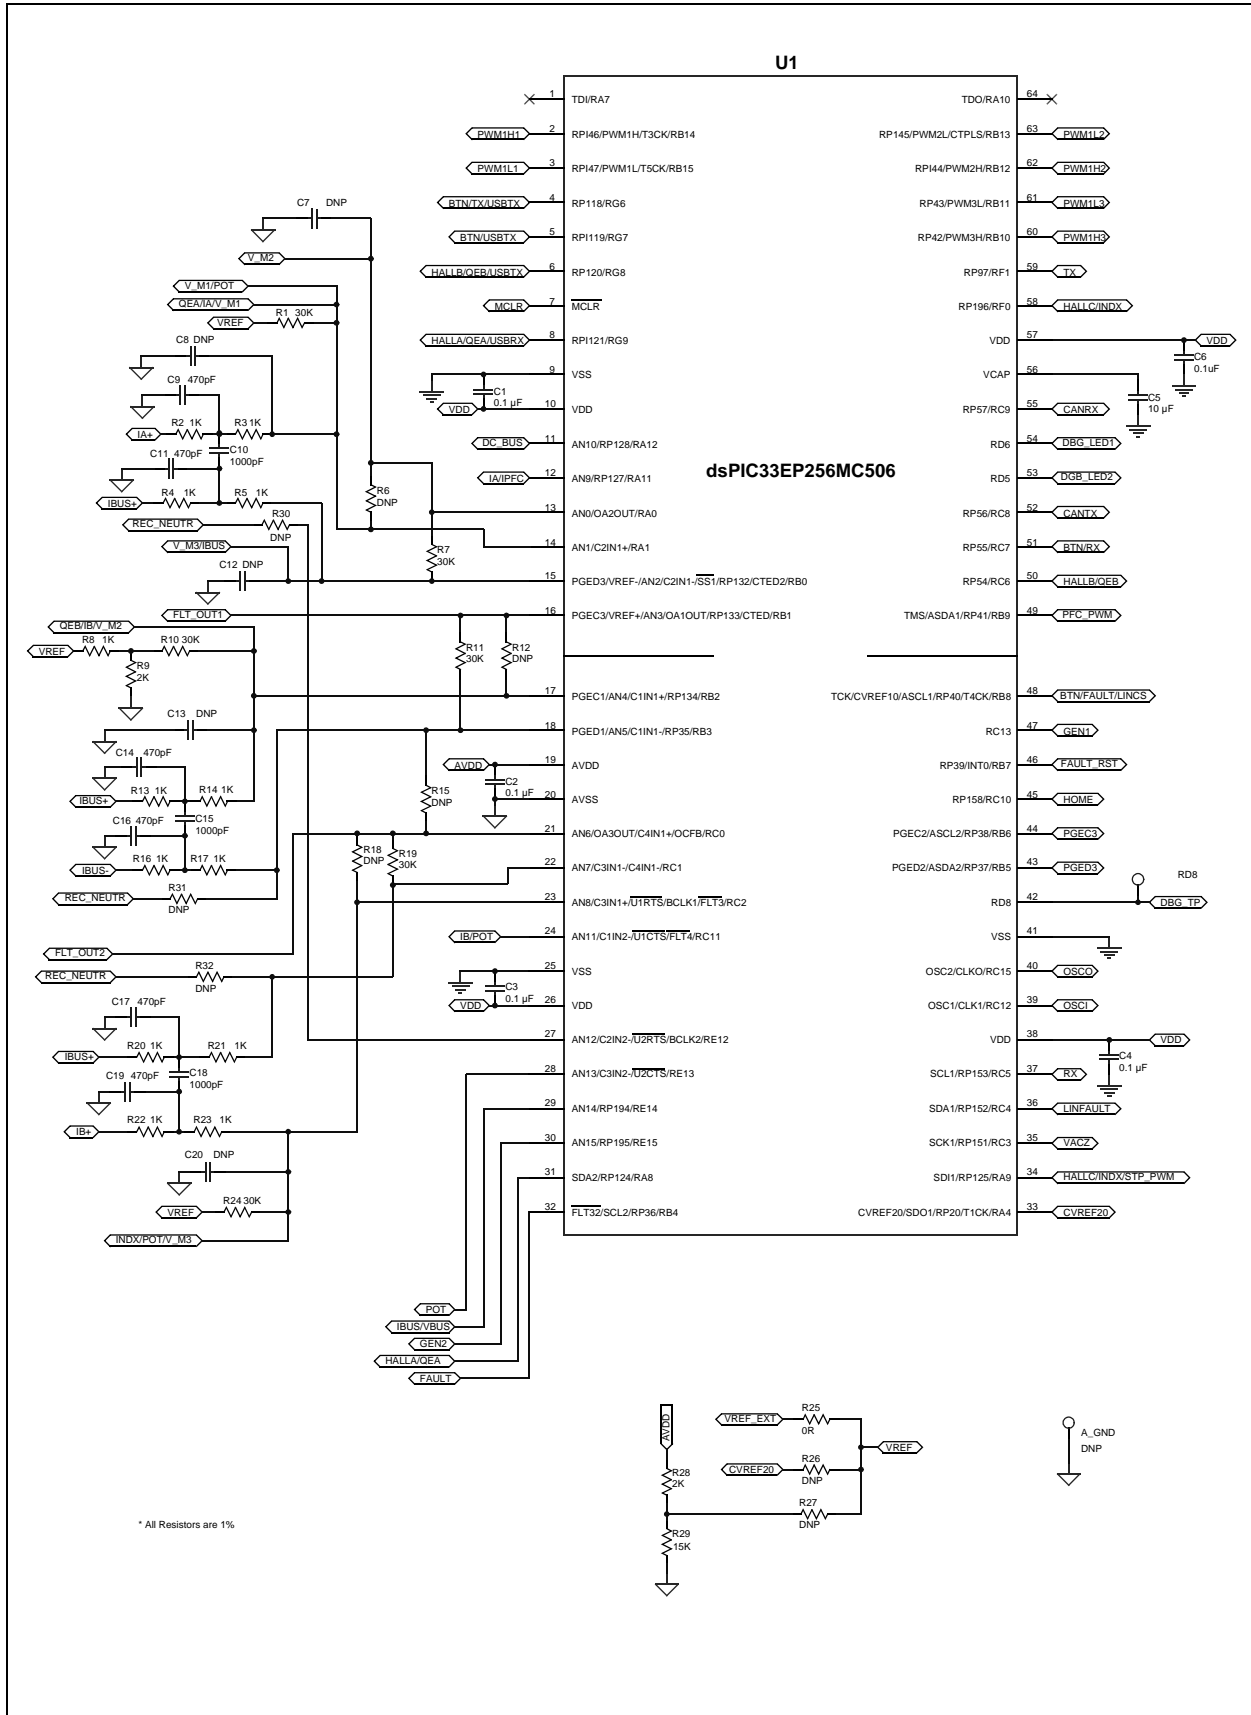 U1
dsPIC33EP256MC506
1 TDI/RA7
PWM1H1 2 RPI46/PWM1H/T3CK/RB14
PWM1L1 3 RPI47/PWM1L/T5CK/RB15
BTN/TX/USBTX 4 RP118/RG6
BTN/USBTX 5 RPI119/RG7
HALLB/QEB/USBTX 6 RP120/RG8
MCLR 7 MCLR
HALLA/QEA/USBRX 8 RPI121/RG9
9 VSS
C1
0.1 µF
VDD 10 VDD
DC_BUS 11 AN10/RP128/RA12
IA/IPFC 12 AN9/RP127/RA11
13 AN0/OA2OUT/RA0
14 AN1/C2IN1+/RA1
15 PGED3/VREF-/AN2/C2IN1-/SS1/RP132/CTED2/RB0
16 PGEC3/VREF+/AN3/OA1OUT/RP133/CTED/RB1
17 PGEC1/AN4/C1IN1+/RP134/RB2
18 PGED1/AN5/C1IN1-/RP35/RB3
AVDD 19 AVDD
C2
0.1 µF
20 AVSS
21 AN6/OA3OUT/C4IN1+/OCFB/RC0
22 AN7/C3IN1-/C4IN1-/RC1
23 AN8/C3IN1+/U1RTS/BCLK1/FLT3/RC2
IB/POT 24 AN11/C1IN2-/U1CTS/FLT4/RC11
25 VSS
C3
0.1 µF
VDD 26 VDD
27 AN12/C2IN2-/U2RTS/BCLK2/RE12
28 AN13/C3IN2-/U2CTS/RE13
29 AN14/RP194/RE14
30 AN15/RP195/RE15
31 SDA2/RP124/RA8
32 FLT32/SCL2/RP36/RB4
TDO/RA10 64
RP145/PWM2L/CTPLS/RB13 63 PWM1L2
RPI44/PWM2H/RB12 62 PWM1H2
RP43/PWM3L/RB11 61 PWM1L3
RP42/PWM3H/RB10 60 PWM1H3
RP97/RF1 59 TX
RP196/RF0 58 HALLC/INDX
VDD 57 VDD
C6
0.1uF
VCAP 56
C5
10 µF
RP57/RC9 55 CANRX
RD6 54 DBG_LED1
RD5 53 DGB_LED2
RP56/RC8 52 CANTX
RP55/RC7 51 BTN/RX
RP54/RC6 50 HALLB/QEB
TMS/ASDA1/RP41/RB9 49 PFC_PWM
TCK/CVREF10/ASCL1/RP40/T4CK/RB8 48 BTN/FAULT/LINCS
RC13 47 GEN1
RP39/INT0/RB7 46 FAULT_RST
RP158/RC10 45 HOME
PGEC2/ASCL2/RP38/RB6 44 PGEC3
PGED2/ASDA2/RP37/RB5 43 PGED3
RD8
RD8 42 DBG_TP
VSS 41
OSC2/CLKO/RC15 40 OSCO
OSC1/CLK1/RC12 39 OSCI
VDD 38 VDD
C4
0.1 µF
SCL1/RP153/RC5 37 RX
SDA1/RP152/RC4 36 LINFAULT
SCK1/RP151/RC3 35 VACZ
SDI1/RP125/RA9 34 HALLC/INDX/STP_PWM
CVREF20/SDO1/RP20/T1CK/RA4 33 CVREF20
C7 DNP
V_M2
V_M1/POT
QEA/IA/V_M1
R1 30K
VREF
C8 DNP
C9 470pF
R2 1K
R3 1K
IA+
C10
1000pF
C11 470pF
R4 1K
R5 1K
IBUS+
R6
DNP
R30
DNP
REC_NEUTR
R7
30K
V_M3/IBUS
C12 DNP
FLT_OUT1
QEB/IB/V_M2
R8 1K
R10 30K
VREF
R9
2K
R11
30K
R12
DNP
C13 DNP
C14 470pF
R13 1K
R14 1K
IBUS+
C15
1000pF
C16 470pF
R16 1K
R17 1K
IBUS-
R15
DNP
R18
DNP
R19
30K
R31
DNP
REC_NEUTR
FLT_OUT2
R32
DNP
REC_NEUTR
C17 470pF
R20 1K
R21 1K
IBUS+
C18
1000pF
C19 470pF
R22 1K
R23 1K
IB+
C20 DNP
R24 30K
VREF
INDX/POT/V_M3
POT
IBUS/VBUS
GEN2
HALLA/QEA
FAULT
AVDD
R28
2K
R29
15K
VREF_EXT
R25
0R
VREF
CVREF20
R26
DNP
R27
DNP
A_GND
DNP
* All Resistors are 1%